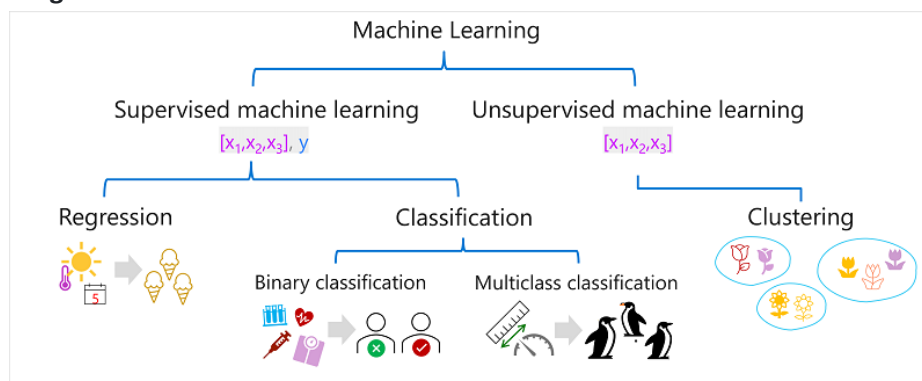 Machine Learning
Supervised machine learning
Unsupervised machine learning
[x₁,x₂,x₃], y
[x₁,x₂,x₃]
Regression
Classification
Clustering
5
Binary classification
Multiclass classification